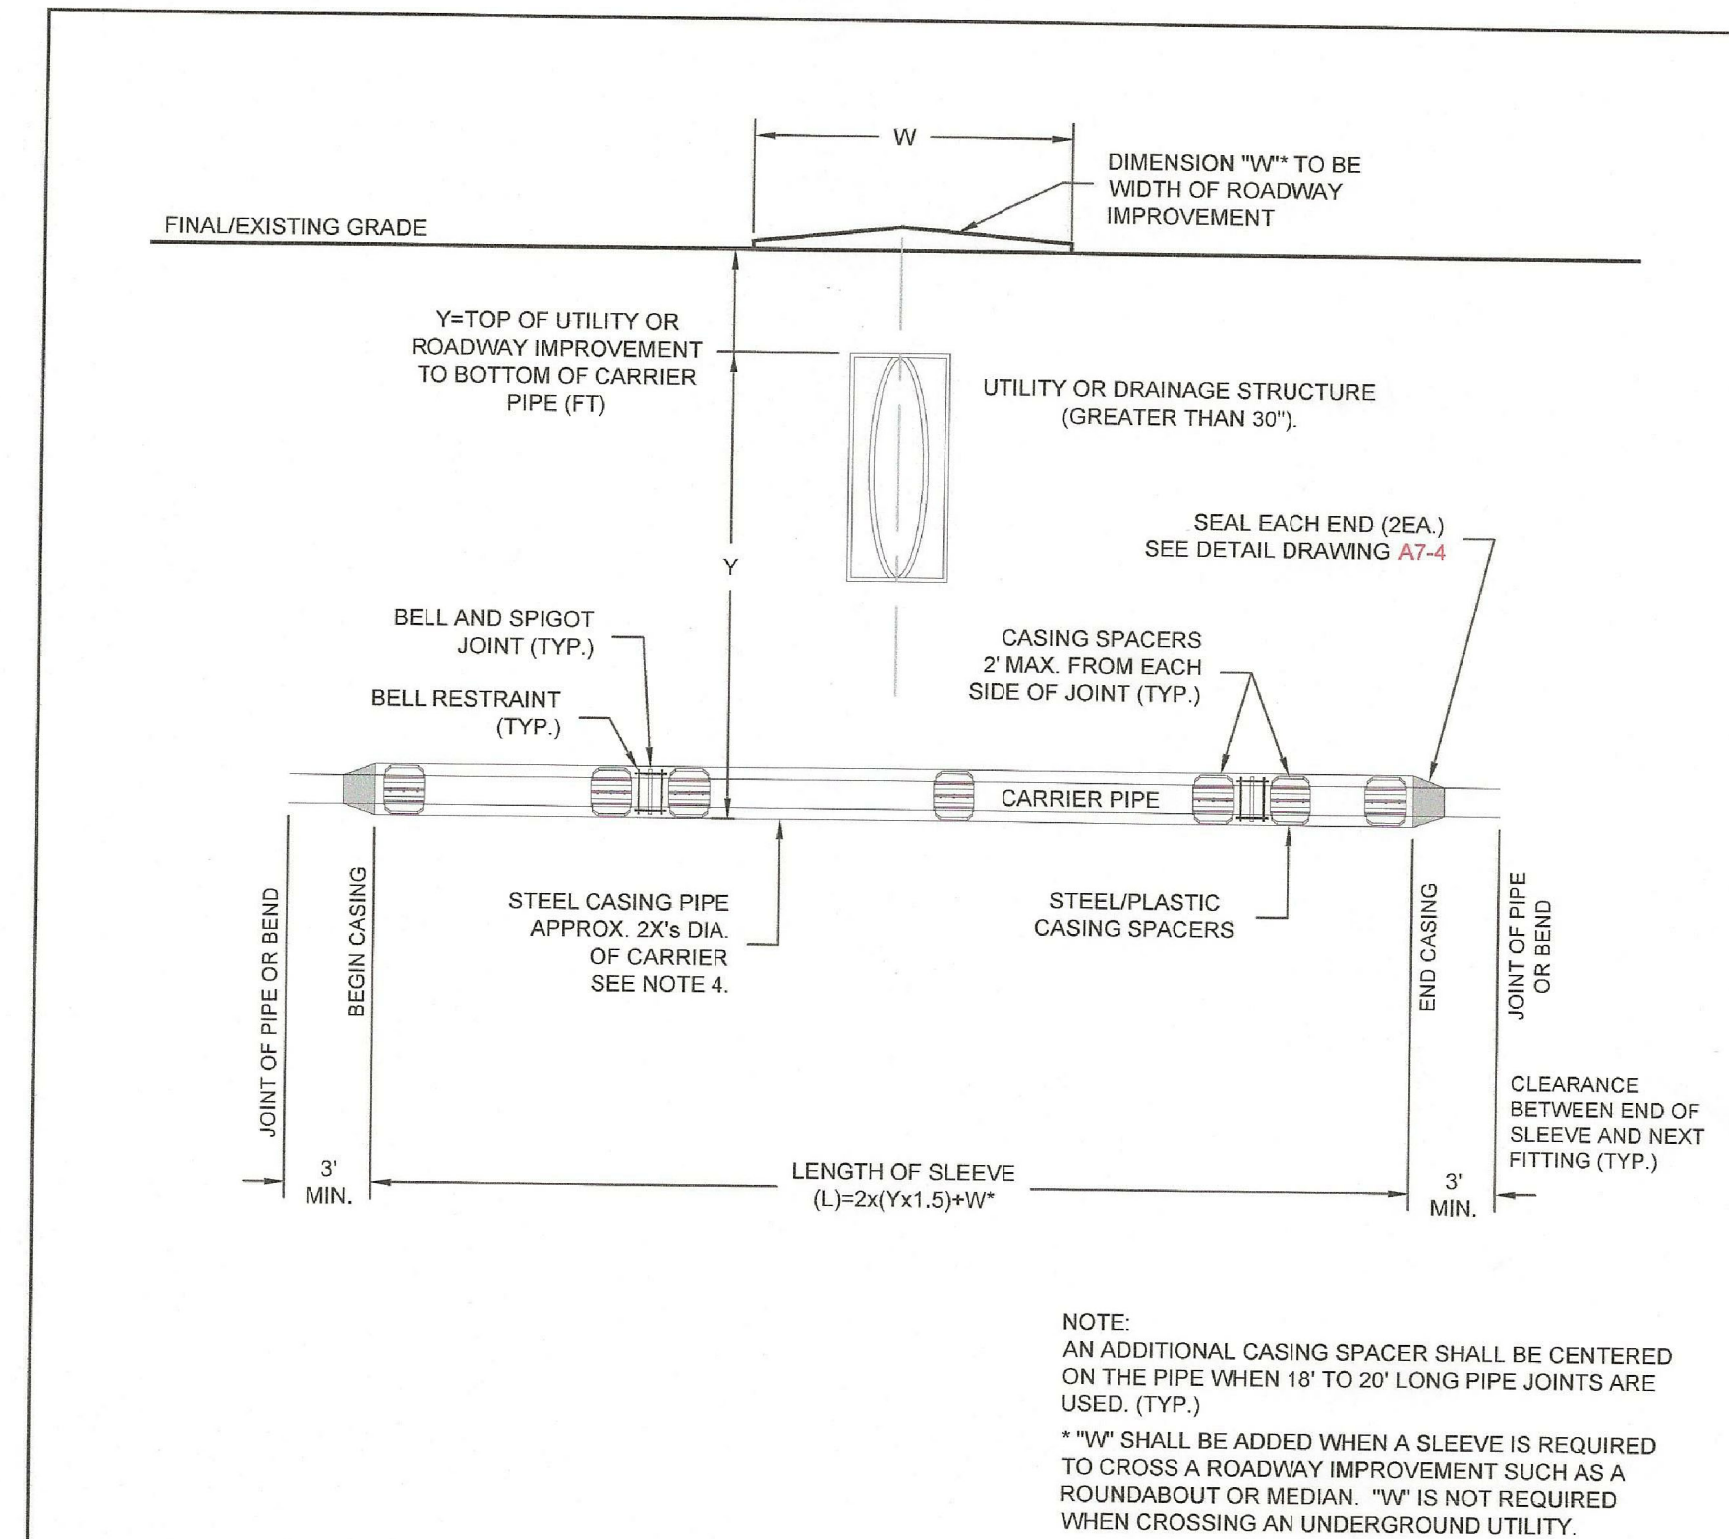 W
DIMENSION "W"* TO BE
WIDTH OF ROADWAY
IMPROVEMENT
FINAL/EXISTING GRADE
Y=TOP OF UTILITY OR
ROADWAY IMPROVEMENT
TO BOTTOM OF CARRIER
PIPE (FT)
UTILITY OR DRAINAGE STRUCTURE
(GREATER THAN 30").
SEAL EACH END (2EA.)
SEE DETAIL DRAWING A7-4
Y
BELL AND SPIGOT
JOINT (TYP.)
CASING SPACERS
2' MAX. FROM EACH
SIDE OF JOINT (TYP.)
BELL RESTRAINT
(TYP.)
CARRIER PIPE
STEEL CASING PIPE
APPROX. 2X's DIA.
OF CARRIER
SEE NOTE 4.
STEEL/PLASTIC
CASING SPACERS
JOINT OF PIPE OR BEND
BEGIN CASING
END CASING
JOINT OF PIPE
OR BEND
CLEARANCE
BETWEEN END OF
SLEEVE AND NEXT
FITTING (TYP.)
3'
MIN.
LENGTH OF SLEEVE
(L)=2x(Yx1.5)+W*
3'
MIN.
NOTE:
AN ADDITIONAL CASING SPACER SHALL BE CENTERED
ON THE PIPE WHEN 18' TO 20' LONG PIPE JOINTS ARE
USED. (TYP.)
* "W" SHALL BE ADDED WHEN A SLEEVE IS REQUIRED
TO CROSS A ROADWAY IMPROVEMENT SUCH AS A
ROUNDABOUT OR MEDIAN. "W" IS NOT REQUIRED
WHEN CROSSING AN UNDERGROUND UTILITY.